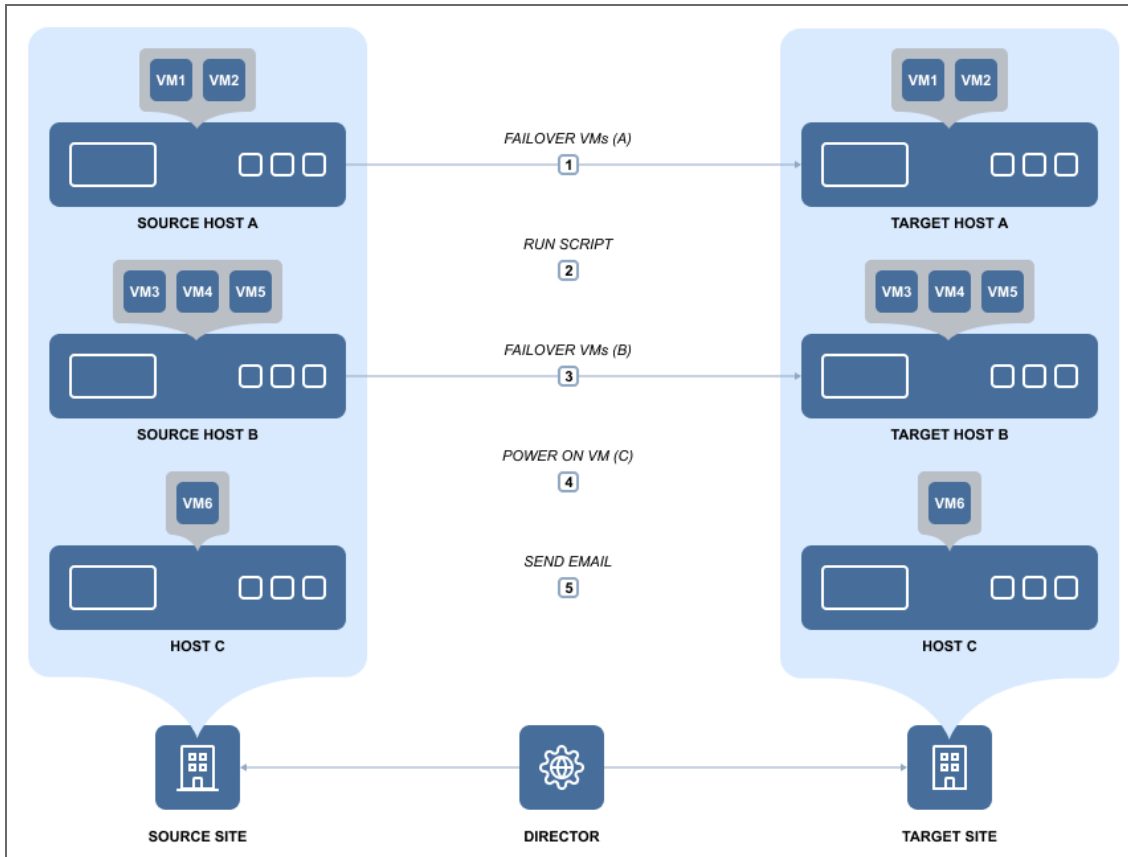 VM1 VM2
VM1 VM2
FAILOVER VMs (A)
1
SOURCE HOST A
TARGET HOST A
RUN SCRIPT
2
VM3 VM4 VM5
VM3 VM4 VM5
FAILOVER VMs (B)
3
SOURCE HOST B
TARGET HOST B
POWER ON VM (C)
4
VM6
VM6
SEND EMAIL
5
HOST C
HOST C
SOURCE SITE
DIRECTOR
TARGET SITE